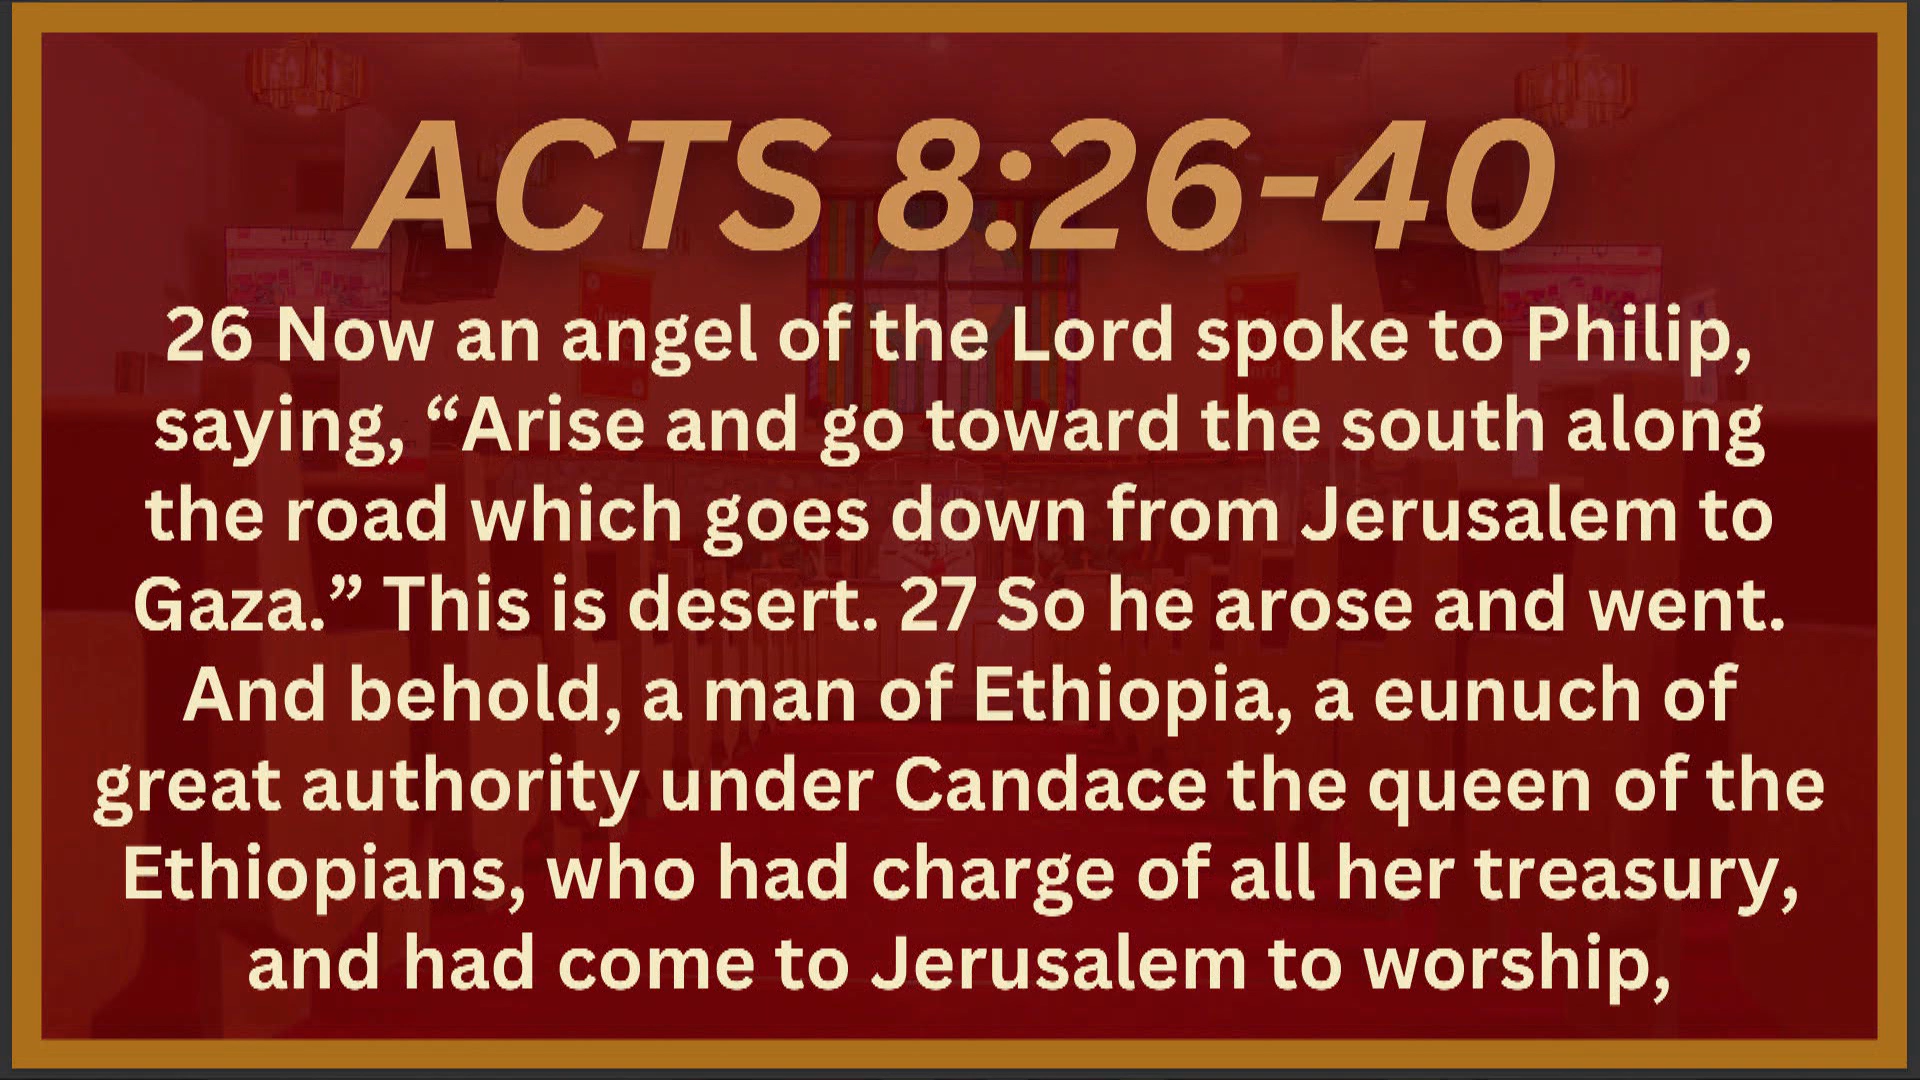 ACTS 8:26-40
26 Now an angel of the Lord spoke to Philip,
saying, “Arise and go toward the south along
the road which goes down from Jerusalem to
Gaza.” This is desert. 27 So he arose and went.
And behold, a man of Ethiopia, a eunuch of
great authority under Candace the queen of the
Ethiopians, who had charge of all her treasury,
and had come to Jerusalem to worship,